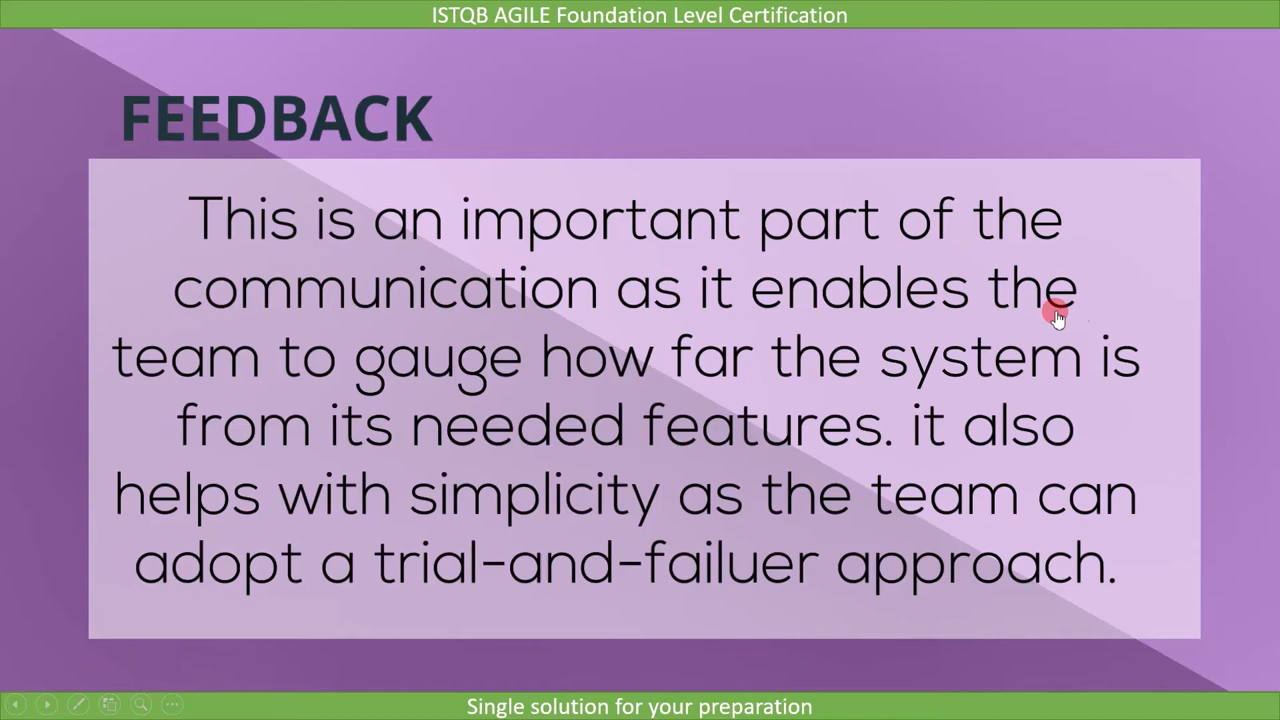 ISTQB AGILE Foundation Level Certification
FEEDBACK
This is an important part of the
communication as it enables the
team to gauge how far the system is
from its needed features. it also
helps with simplicity as the team can
adopt a trial-and-failuer approach.
Single solution for your preparation